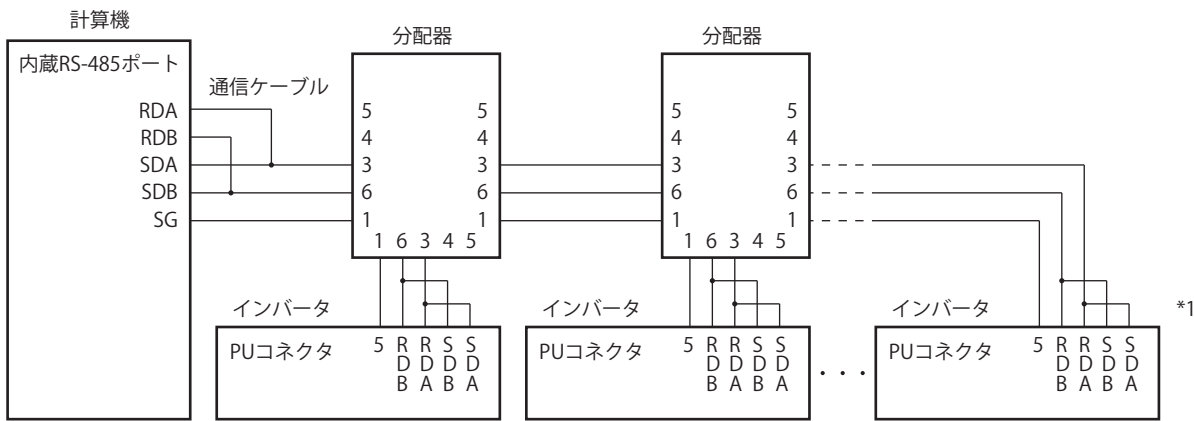 計算機
分配器
分配器
内蔵RS-485ポート
通信ケーブル
RDA
RDB
SDA
SDB
SG
5 5
4 4
3 3
6 6
1 1
1 6 3 4 5
5 5
4 4
3 3
6 6
1 1
1 6 3 4 5
インバータ
PUコネクタ
5 RDB RDA SDB SDA
インバータ
PUコネクタ
5 RDB RDA SDB SDA
・・・
インバータ
*1
PUコネクタ
5 RDB RDA SDB SDA